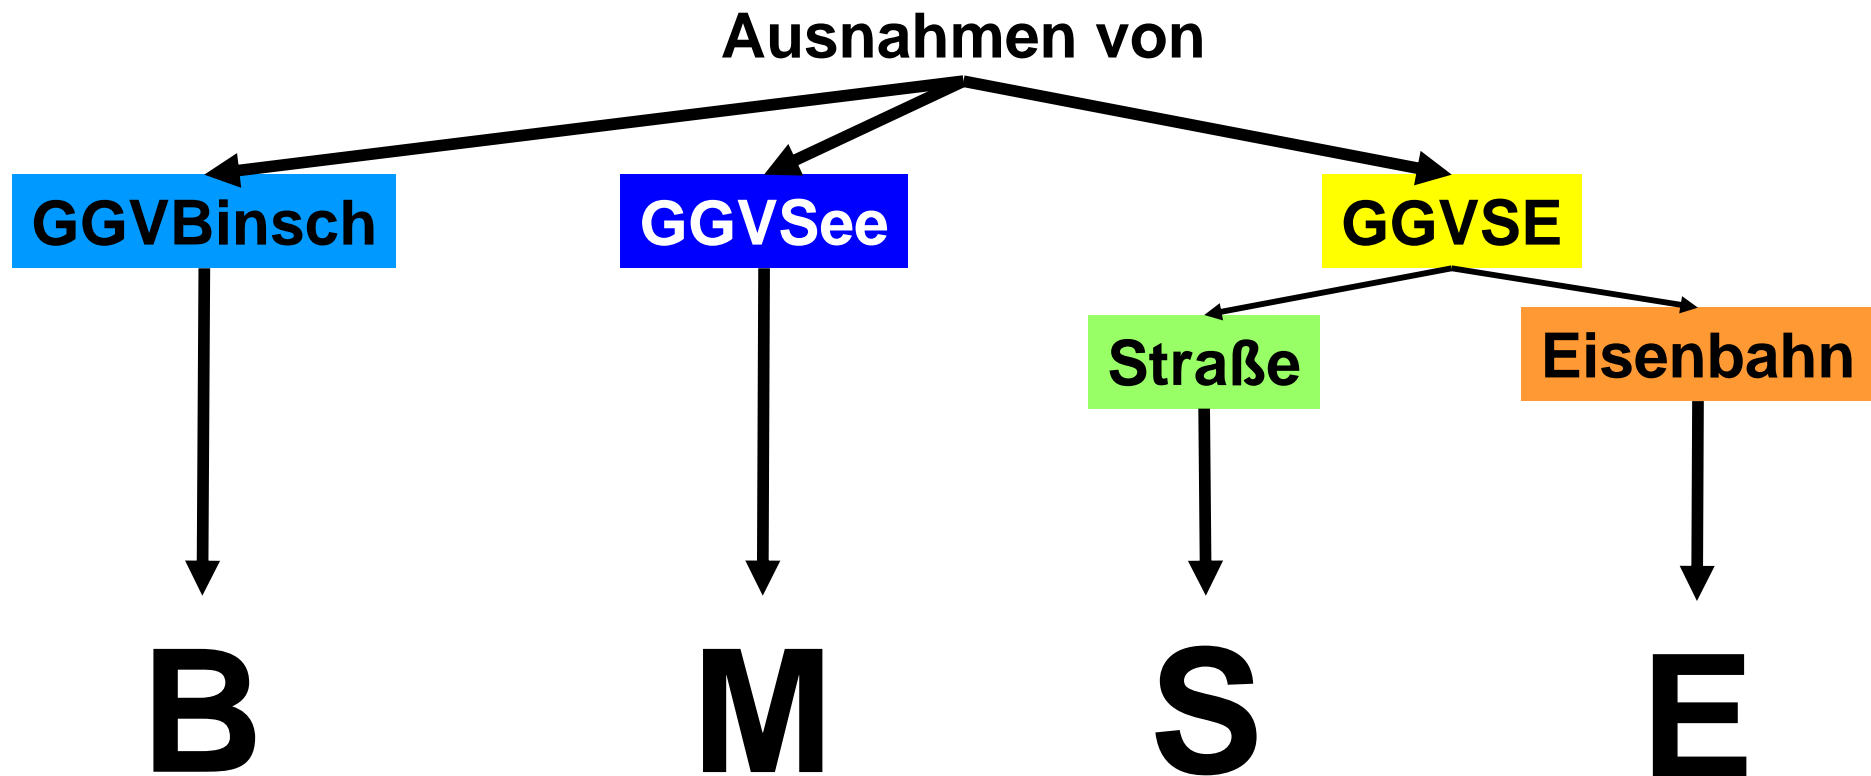 Ausnahmen von
GGVBinsch
GGVSee
GGVSE
Straße
Eisenbahn
B
M
S
E